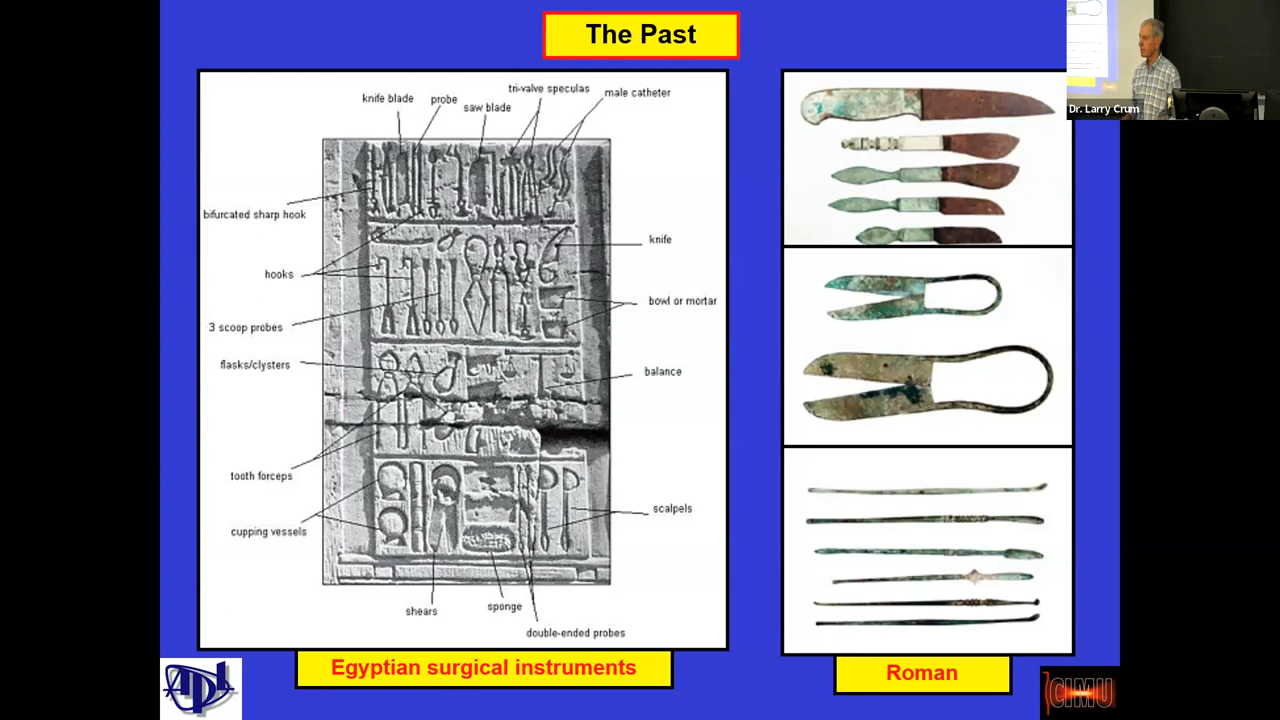 The Past
Dr. Larry Crum
knife blade
probe
saw blade
tri-valve speculas
male catheter
bifurcated sharp hook
hooks
3 scoop probes
flasks/clysters
tooth forceps
cupping vessels
knife
bowl or mortar
balance
scalpels
shears
sponge
double-ended probes
Egyptian surgical instruments
Roman
APL
CIMU